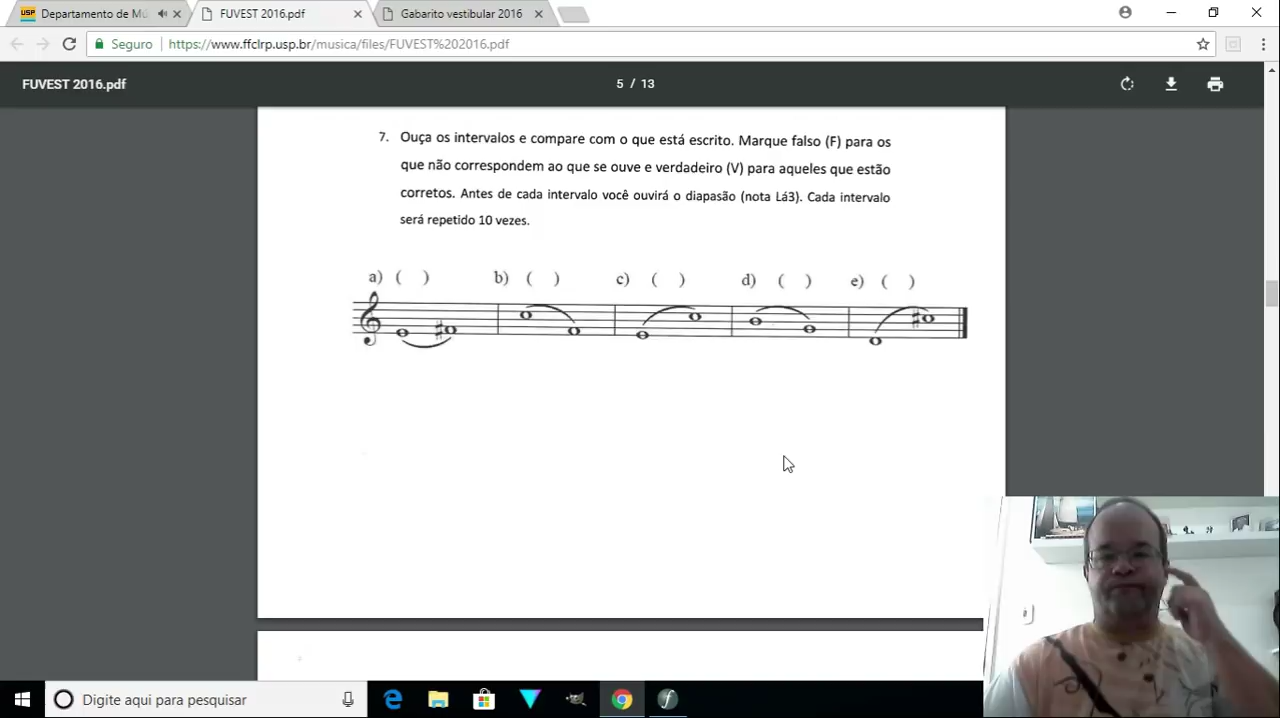 Departamento de Mú
FUVEST 2016.pdf
Gabarito vestibular 2016
Seguro
https://www.ffclrp.usp.br/musica/files/FUVEST%202016.pdf
FUVEST 2016.pdf
5 / 13
7. Ouça os intervalos e compare com o que está escrito. Marque falso (F) para os
que não correspondem ao que se ouve e verdadeiro (V) para aqueles que estão
corretos. Antes de cada intervalo você ouvirá o diapasão (nota Lá3). Cada intervalo
será repetido 10 vezes.
a) ( ) b) ( ) c) ( ) d) ( ) e) ( )
Digite aqui para pesquisar